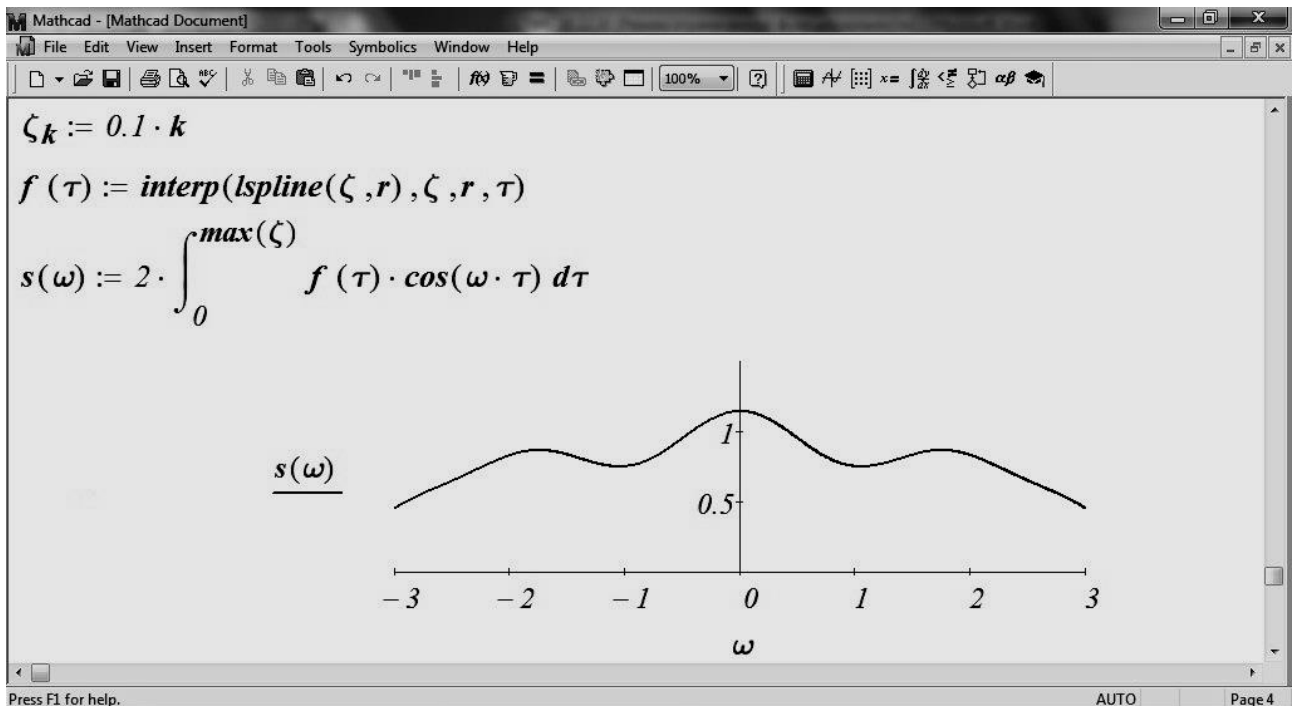 Mathcad - [Mathcad Document]
File Edit View Insert Format Tools Symbolics Window Help
100%
ζk := 0.1 · k
f (τ) := interp(lspline(ζ ,r) ,ζ ,r ,τ)
max(ζ)
s(ω) := 2 · ∫ f (τ) · cos(ω · τ) dτ
0
1
s(ω)
0.5
−3 −2 −1 0 1 2 3
ω
Press F1 for help. AUTO Page 4